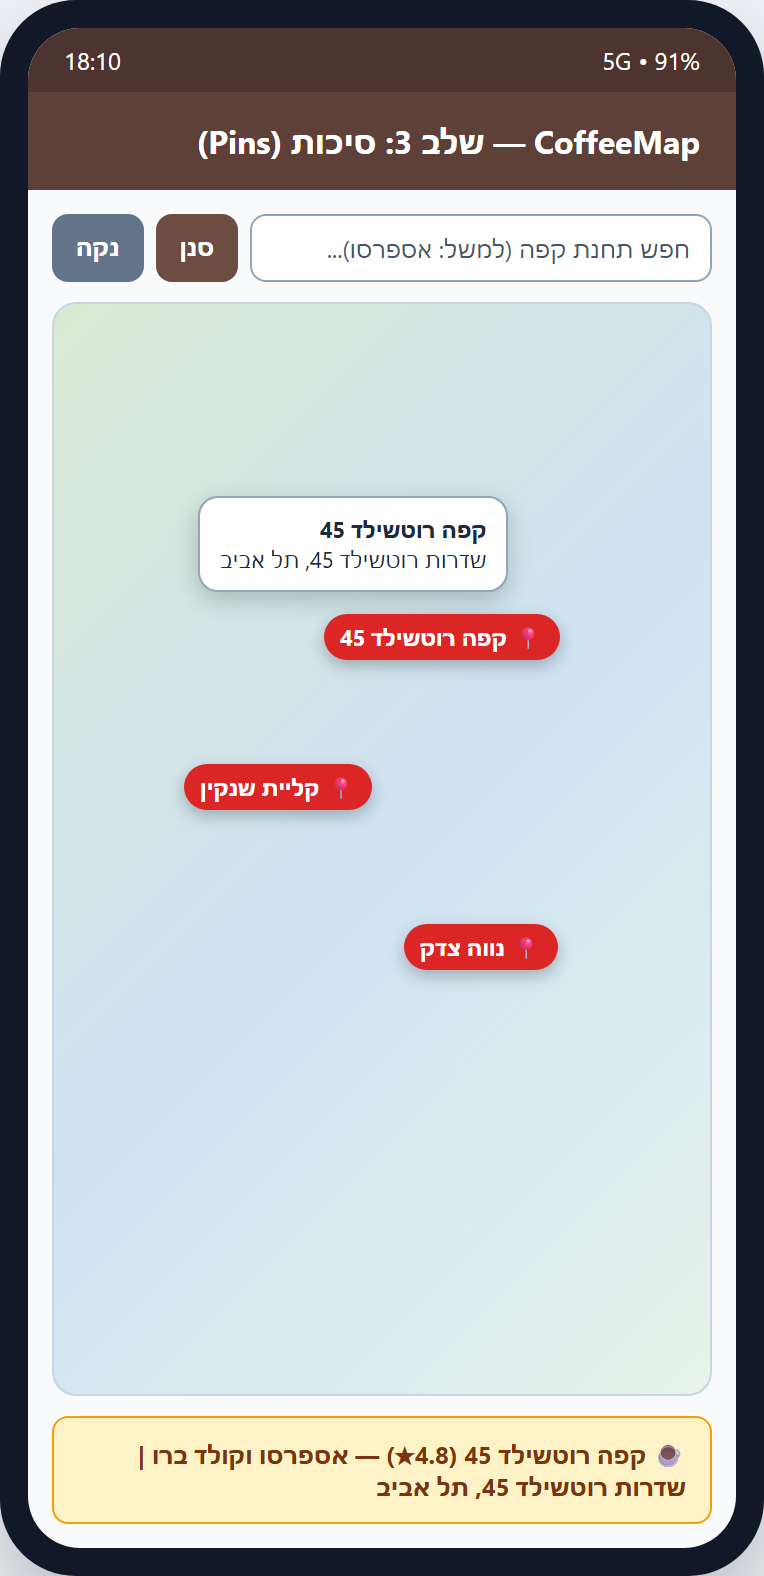 18:10
5G • 91%
CoffeeMap — שלב 3: סיכות (Pins)
חפש תחנת קפה (למשל: אספרסו)...
סנן
נקה
קפה רוטשילד 45
שדרות רוטשילד 45, תל אביב
📍 קפה רוטשילד 45
📍 קליית שנקין
📍 נווה צדק
☕ קפה רוטשילד 45 (4.8★) — אספרסו וקולד ברו |
שדרות רוטשילד 45, תל אביב